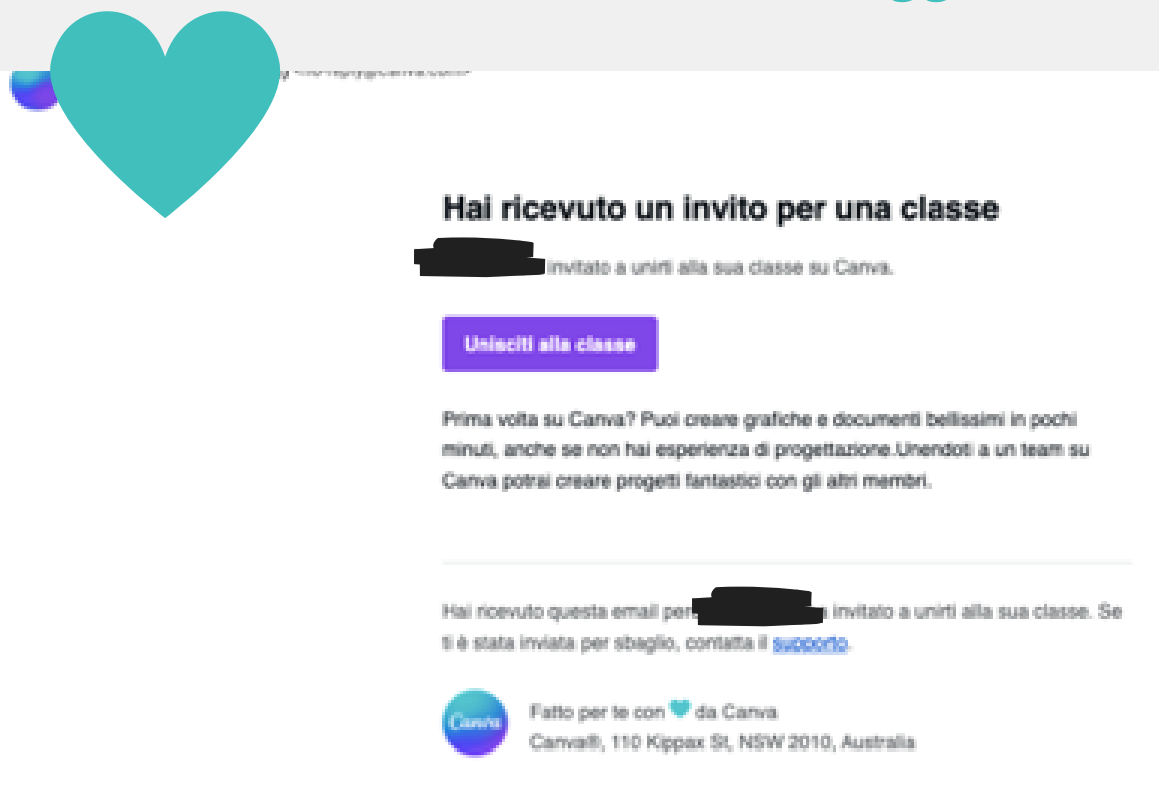 no-reply@canva.com>
Hai ricevuto un invito per una classe
invitato a unirti alla sua classe su Canva.
Unisciti alla classe
Prima volta su Canva? Puoi creare grafiche e documenti bellissimi in pochi
minuti, anche se non hai esperienza di progettazione.Unendoti a un team su
Canva potrai creare progetti fantastici con gli altri membri.
Hai ricevuto questa email invitato a unirti alla sua classe. Se
ti è stata inviata per sbaglio, contatta il supporto.
Canva
Fatto per te con da Canva
Canva®, 110 Kippax St, NSW 2010, Australia